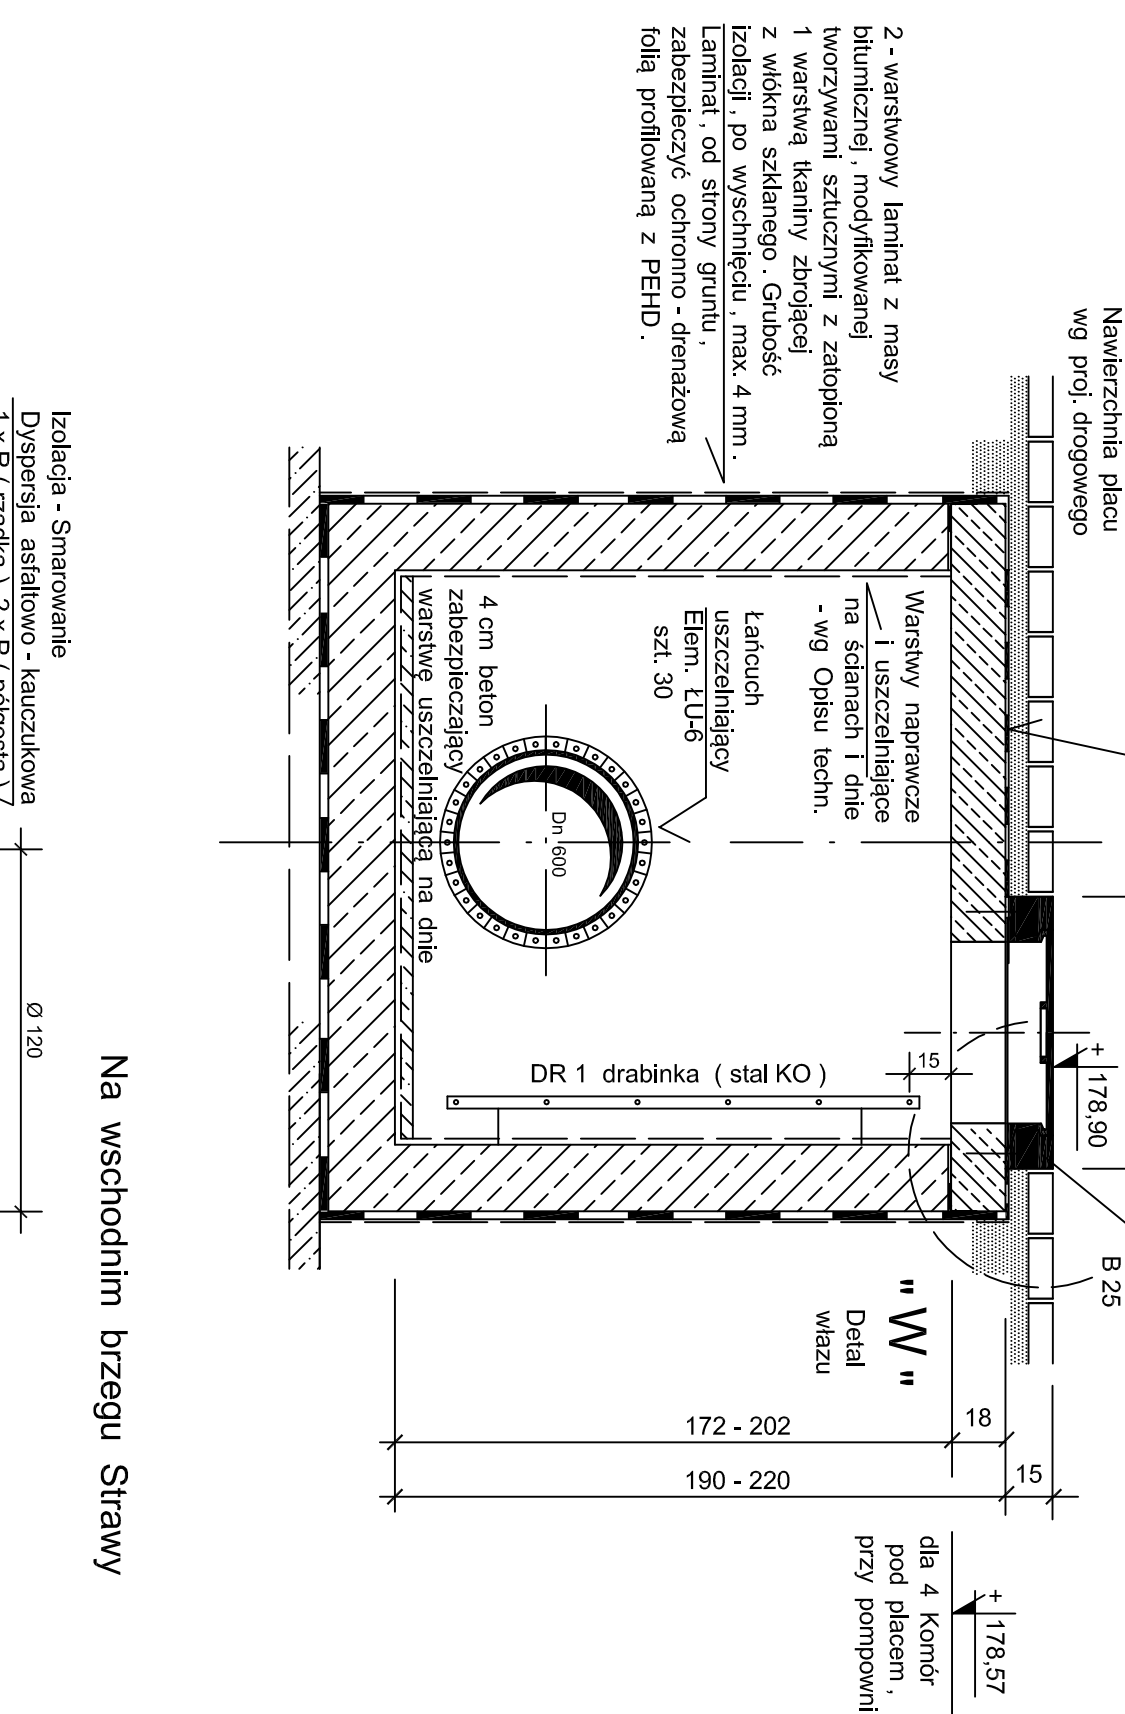 Nawierzchnia placu
wg proj. drogowego
2 - warstwowy laminat z masy
bitumicznej , modyfikowanej
tworzywami sztucznymi z zatopioną
1 warstwą tkaniny zbrojącej
z włókna szklanego . Grubość
izolacji , po wyschnięciu , max. 4 mm .
Laminat , od strony gruntu ,
zabezpieczyć ochronno - drenażową
folią profilowaną z PEHD .
Warstwy naprawcze
i uszczelniające
na ścianach i dnie
- wg Opisu techn.
Łańcuch
uszczelniający
Elem. ŁU-6
szt. 30
4 cm beton
zabezpieczający
warstwę uszczelniającą na dnie
Dn 600
DR 1 drabinka ( stal KO )
15
+
178,90
B 25
" W "
Detal
włazu
18
172 - 202
15
190 - 220
+
178,57
dla 4 Komór
pod placem ,
przy pompowni
Na wschodnim brzegu Strawy
Izolacja - Smarowanie
Dyspersja asfaltowo - kauczukowa
1 x R ( rzadka ) 2 x P ( półgęsta )
Ø 120